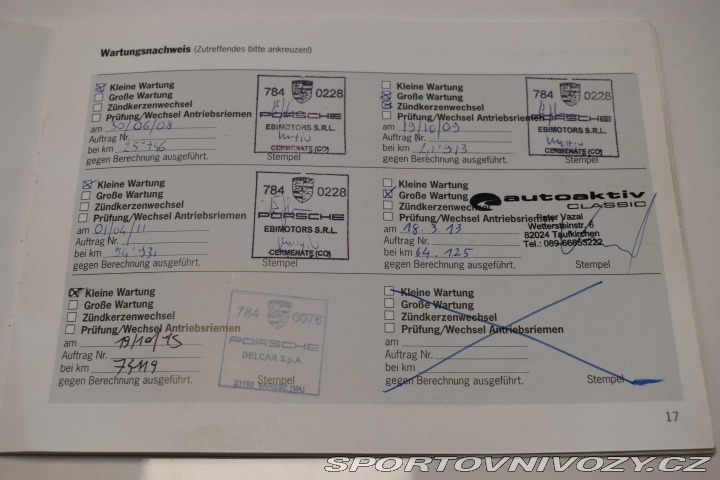 Wartungsnachweis (Zutreffendes bitte ankreuzen!)
Kleine Wartung
Große Wartung
Zündkerzenwechsel
Prüfung/Wechsel Antriebsriemen
am 30/06/08
Auftrag Nr.
bei km 25°746
gegen Berechnung ausgeführt. Stempel
784 0228
PORSCHE
EBIMOTORS S.R.L.
CERMENATE (CO)
Kleine Wartung
Große Wartung
Zündkerzenwechsel
Prüfung/Wechsel Antriebsriemen
am 19/10/09
Auftrag Nr.
bei km 41°913
gegen Berechnung ausgeführt. Stempel
784 0228
PORSCHE
EBIMOTORS S.R.L.
CERMENATE (CO)
Kleine Wartung
Große Wartung
Zündkerzenwechsel
Prüfung/Wechsel Antriebsriemen
am 01/04/11
Auftrag Nr. /
bei km
gegen Berechnung ausgeführt. Stempel
784 0228
PORSCHE
EBIMOTORS S.R.L.
CERMENATE (CO)
Kleine Wartung
Große Wartung
Zündkerzenwechsel
Prüfung/Wechsel Antriebsriemen
am 18.3.13
Auftrag Nr.
bei km 64.125
gegen Berechnung ausgeführt. Stempel
autoaktiv
CLASSIC
Peter Vazal
Wettersteinstr. 6
82024 Taufkirchen
Tel.: 089-66653222
Kleine Wartung
Große Wartung
Zündkerzenwechsel
Prüfung/Wechsel Antriebsriemen
am 19/10/15
Auftrag Nr.
bei km
gegen Berechnung ausgeführt. Stempel
784 0076
PORSCHE
DELCAR S.p.A.
21100 VARESE (VA)
Kleine Wartung
Große Wartung
Zündkerzenwechsel
Prüfung/Wechsel Antriebsriemen
am
Auftrag Nr.
bei km
gegen Berechnung ausgeführt. Stempel
17
SPORTOVNIVOZY.CZ